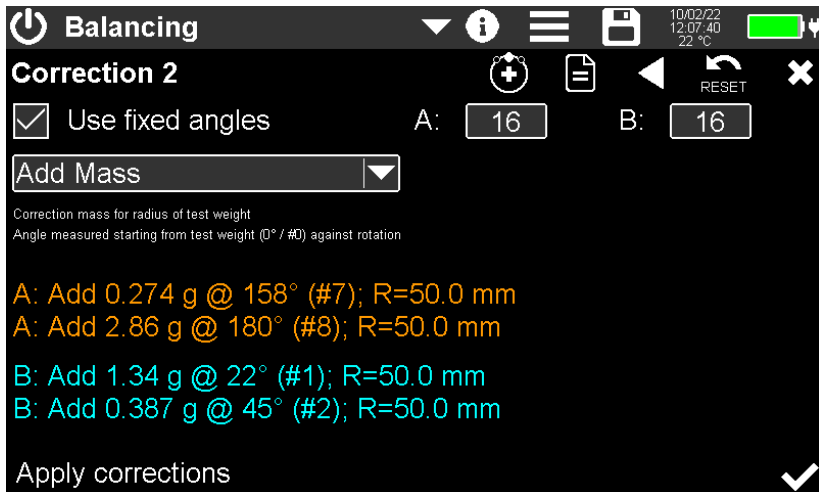 Balancing
10/02/22
12:07:40
22 °C
Correction 2
RESET
Use fixed angles A: 16 B: 16
Add Mass
Correction mass for radius of test weight
Angle measured starting from test weight (0° / #0) against rotation
A: Add 0.274 g @ 158° (#7); R=50.0 mm
A: Add 2.86 g @ 180° (#8); R=50.0 mm
B: Add 1.34 g @ 22° (#1); R=50.0 mm
B: Add 0.387 g @ 45° (#2); R=50.0 mm
Apply corrections